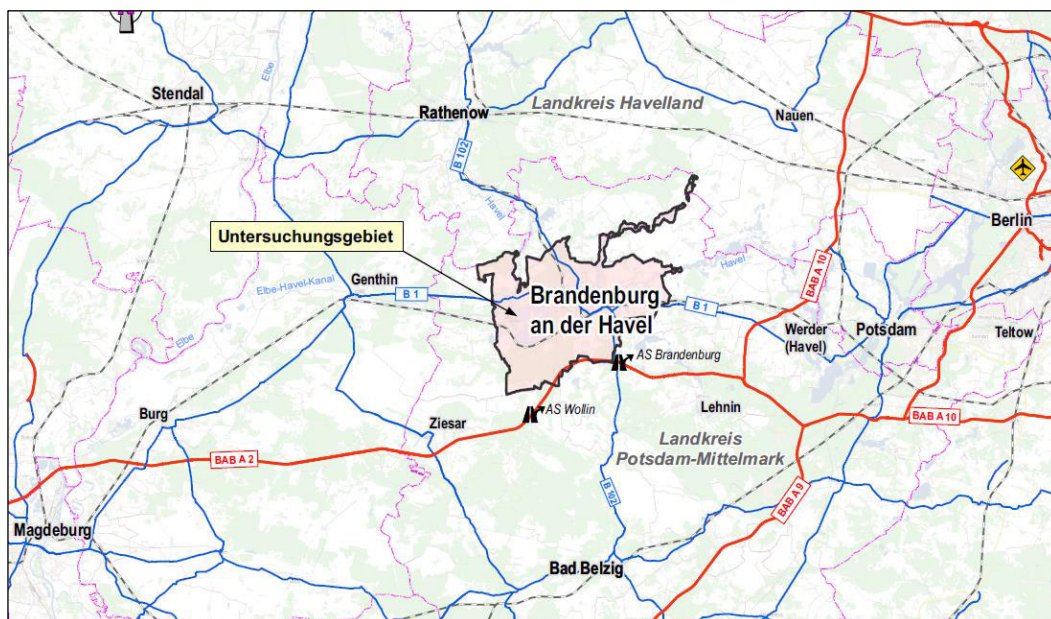 Elbe
Stendal
Rathenow
Landkreis Havelland
Nauen
B 102
Havel
Berlin
Untersuchungsgebiet
BAB A 10
Havel
Elbe-Havel-Kanal
Genthin
B 1
Brandenburg
an der Havel
B 1
Werder
(Havel)
Potsdam
Teltow
Elbe
AS Brandenburg
Burg
Ziesar
AS Wollin
Lehnin
BAB A 10
Landkreis
Potsdam-Mittelmark
BAB A 2
BAB A 9
B 102
Magdeburg
Bad Belzig